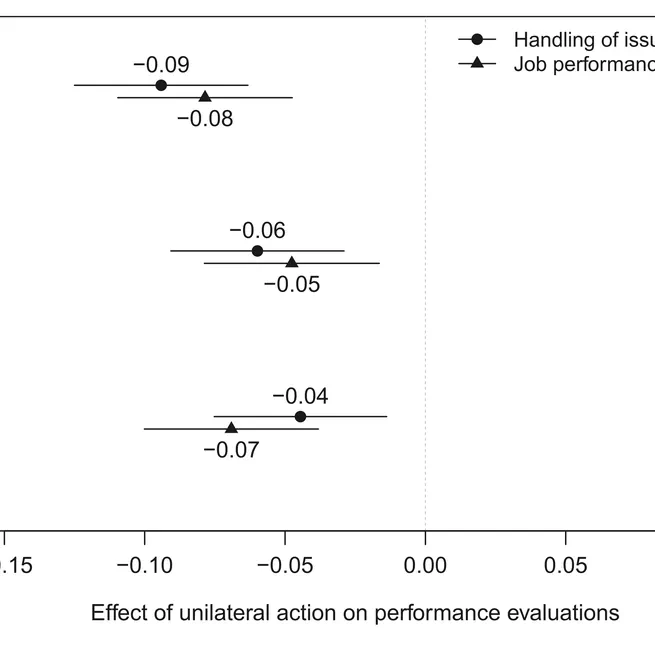 Handling of issu
Job performanc
−0.09
−0.08
−0.06
−0.05
−0.04
−0.07
.15 −0.10 −0.05 0.00 0.05
Effect of unilateral action on performance evaluations